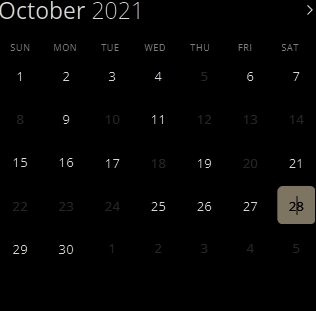 October 2021
SUN MON TUE WED THU FRI SAT
1 2 3 4 5 6 7
8 9 10 11 12 13 14
15 16 17 18 19 20 21
22 23 24 25 26 27 28
29 30 1 2 3 4 5